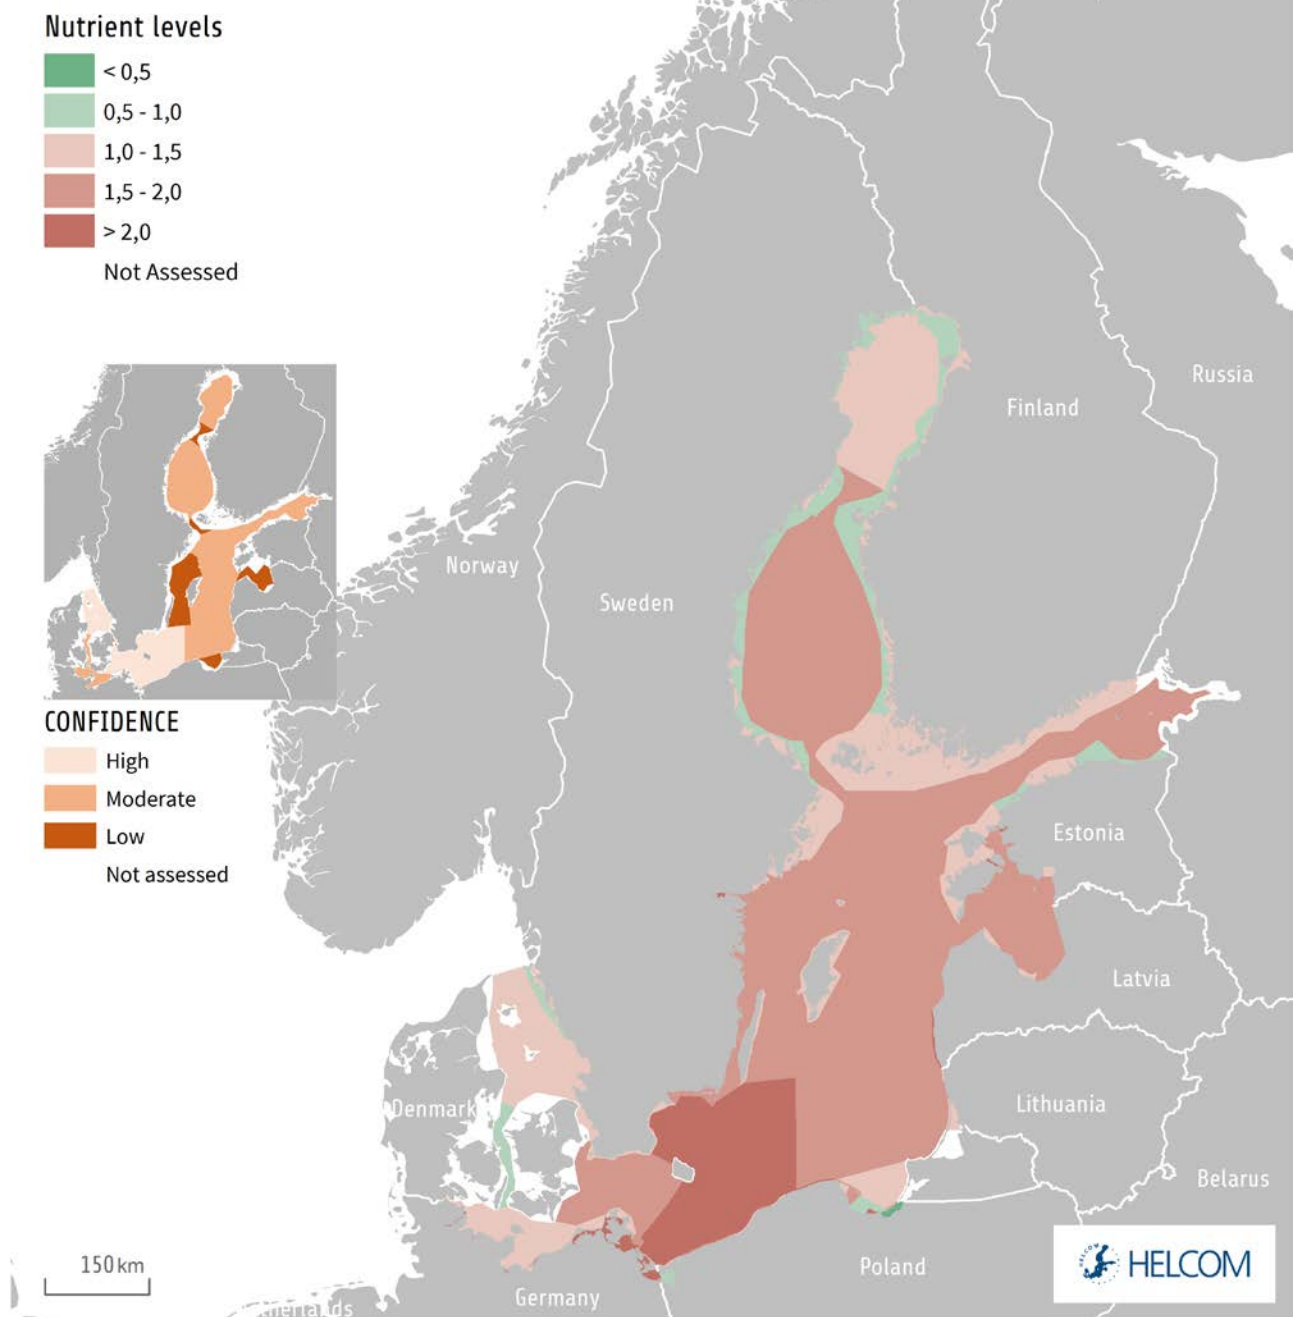 Nutrient levels
< 0,5
0,5 - 1,0
1,0 - 1,5
1,5 - 2,0
> 2,0
Not Assessed
CONFIDENCE
High
Moderate
Low
Not assessed
Norway
Sweden
Finland
Russia
Estonia
Latvia
Lithuania
Belarus
Denmark
Poland
Germany
therlands
150 km
HELCOM